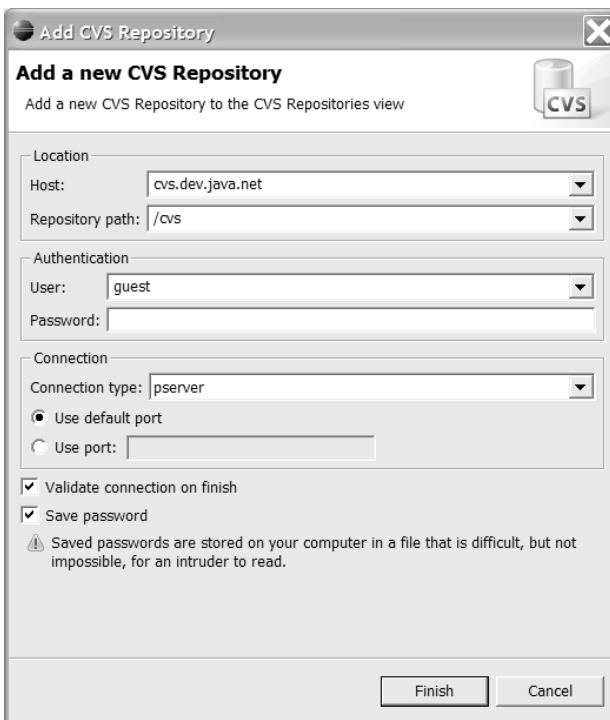 Add CVS Repository
Add a new CVS Repository
Add a new CVS Repository to the CVS Repositories view
CVS
Location
Host: cvs.dev.java.net
Repository path: /cvs
Authentication
User: guest
Password:
Connection
Connection type: pserver
Use default port
Use port:
Validate connection on finish
Save password
Saved passwords are stored on your computer in a file that is difficult, but not
impossible, for an intruder to read.
Finish Cancel